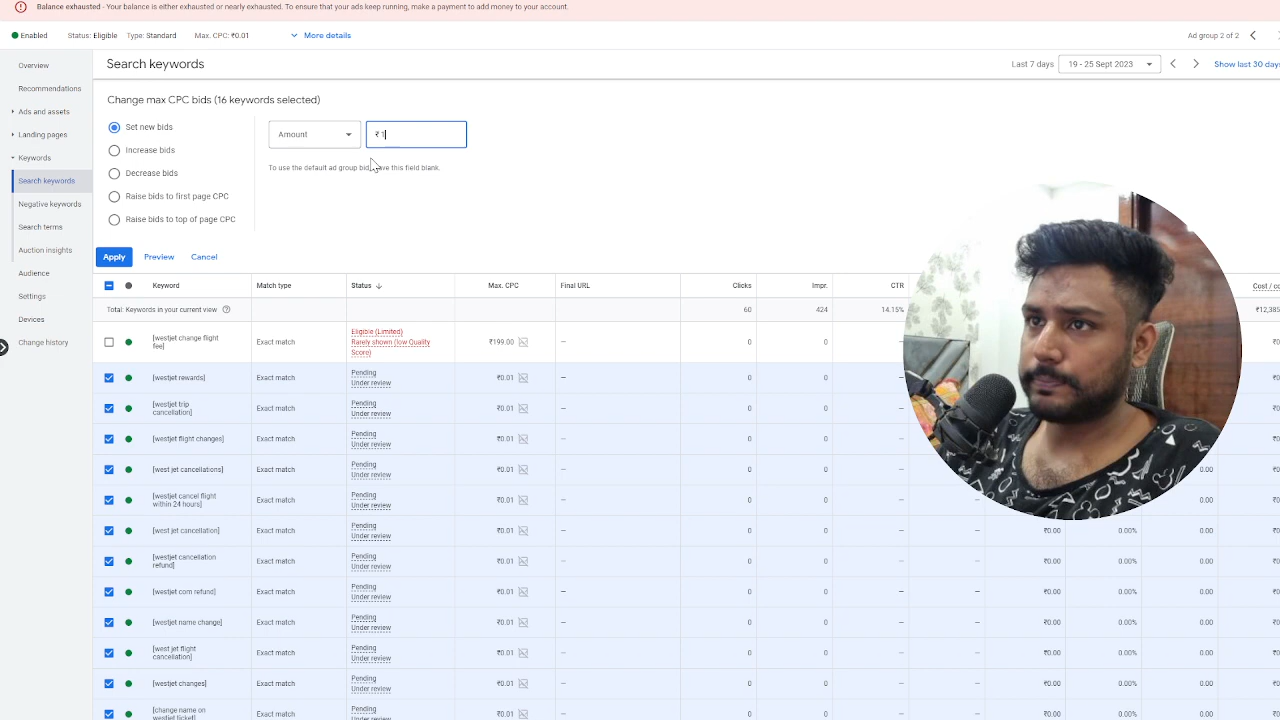 Balance exhausted - Your balance is either exhausted or nearly exhausted. To ensure that your ads keep running, make a payment to add money to your account.
Enabled Status: Eligible Type: Standard Max. CPC: ₹0.01 More details Ad group 2 of 2
Overview
Recommendations
Ads and assets
Landing pages
Keywords
Search keywords
Negative keywords
Search terms
Auction insights
Audience
Settings
Devices
Change history
Search keywords Last 7 days 19 - 25 Sept 2023 Show last 30 days
Change max CPC bids (16 keywords selected)
Set new bids
Increase bids
Decrease bids
Raise bids to first page CPC
Raise bids to top of page CPC
Amount ₹ 1
To use the default ad group bid, ave this field blank.
Apply Preview Cancel
Keyword Match type Status Max. CPC Final URL Clicks Impr. CTR Cost / co
Total: Keywords in your current view 60 424 14.15% ₹12,385
[westjet change flight
fee] Exact match Eligible (Limited)
Rarely shown (low Quality
Score) ₹199.00 – 0 0 –
[westjet rewards] Exact match Pending
Under review ₹0.01 – 0 0 –
[westjet trip
cancellation] Exact match Pending
Under review ₹0.01 – 0 0 –
[westjet flight changes] Exact match Pending
Under review ₹0.01 – 0 0 –
[west jet cancellations] Exact match Pending
Under review ₹0.01 – 0 0 – 0.00
[westjet cancel flight
within 24 hours] Exact match Pending
Under review ₹0.01 – 0 0 – 0.00
[west jet cancellation] Exact match Pending
Under review ₹0.01 – 0 0 – – ₹0.00 0.00% 0.00
[westjet cancellation
refund] Exact match Pending
Under review ₹0.01 – 0 0 – – ₹0.00 0.00% 0.00
[westjet com refund] Exact match Pending
Under review ₹0.01 – 0 0 – – ₹0.00 0.00% 0.00
[westjet name change] Exact match Pending
Under review ₹0.01 – 0 0 – – ₹0.00 0.00% 0.00
[west jet flight
cancellation] Exact match Pending
Under review ₹0.01 – 0 0 – – ₹0.00 0.00% 0.00
[westjet changes] Exact match Pending
Under review ₹0.01 – 0 0 – – ₹0.00 0.00% 0.00
[change name on
westjet ticket] Exact match Pending
Under review ₹0.01 – 0 0 – – ₹0.00 0.00% 0.00